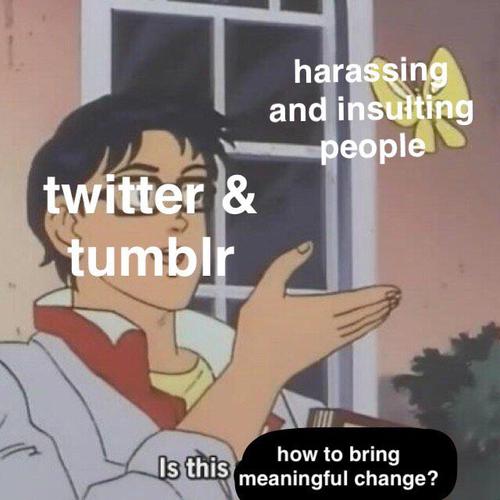 harassing
and insulting
people
twitter &
tumblr
Is this
how to bring
meaningful change?